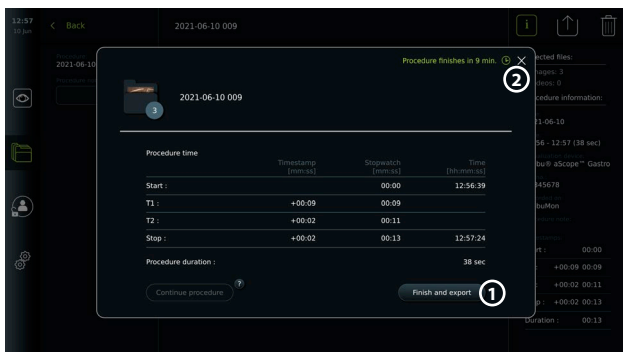 12:57
10 Jun
Back
2021-06-10 009
i
Procedure
2021-06-10
Procedure finishes in 9 min.
2
3
2021-06-10 009
Procedure time
Timestamp
[mm:ss]
Stopwatch
[mm:ss]
Time
[hh:mm:ss]
Start : 00:00 12:56:39
T1 : +00:09 00:09
T2 : +00:02 00:11
Stop : +00:02 00:13 12:57:24
Procedure duration : 38 sec
Continue procedure
?
Finish and export
1
ected files:
ages: 3
deos: 0
cedure information:
21-06-10
56 - 12:57 (38 sec)
bu® aScope™ Gastro
345678
buMon
rt : 00:00
: +00:09 00:09
: +00:02 00:11
p : +00:02 00:13
Duration : 00:13